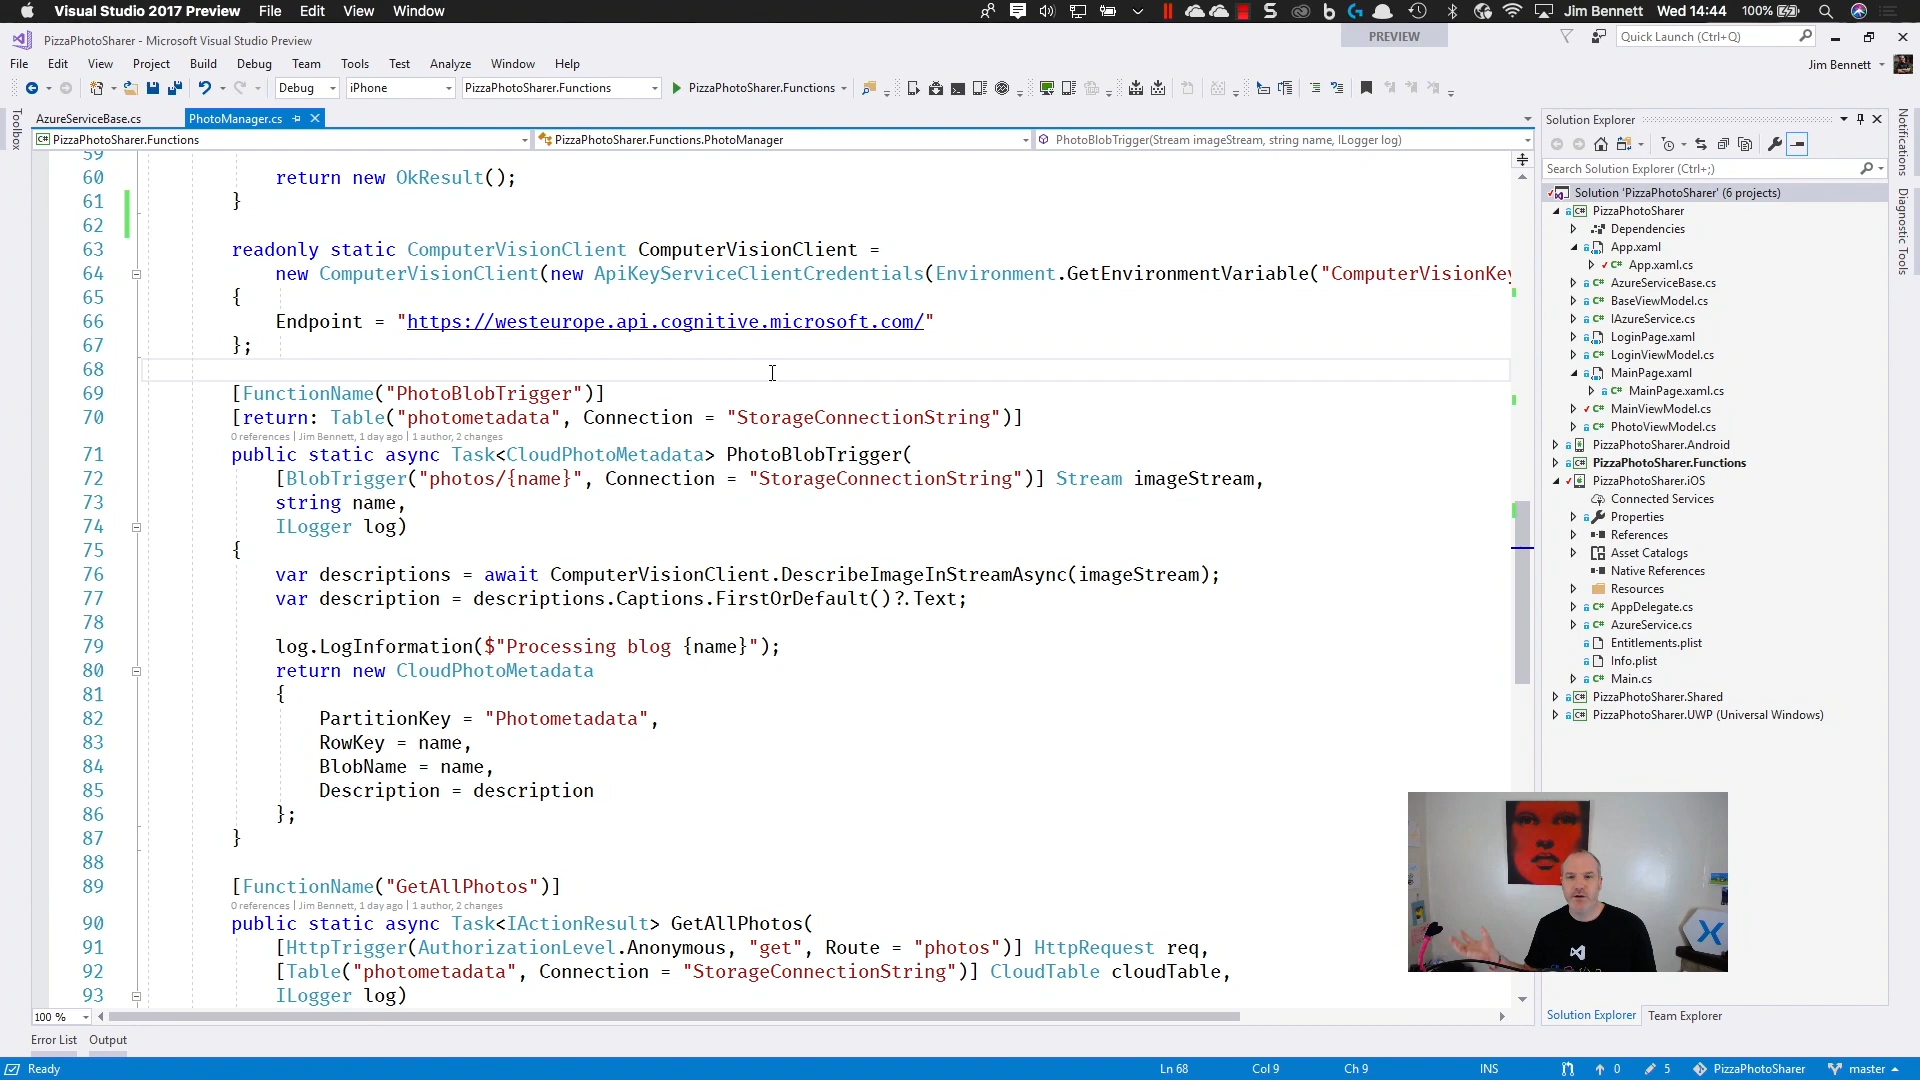 Visual Studio 2017 Preview File Edit View Window
Jim Bennett Wed 14:44 100%
PizzaPhotoSharer - Microsoft Visual Studio Preview
PREVIEW
Quick Launch (Ctrl+Q)
File Edit View Project Build Debug Team Tools Test Analyze Window Help
Jim Bennett
Debug iPhone PizzaPhotoSharer.Functions PizzaPhotoSharer.Functions
Toolbox
AzureServiceBase.cs PhotoManager.cs
PizzaPhotoSharer.Functions PizzaPhotoSharer.Functions.PhotoManager PhotoBlobTrigger(Stream imageStream, string name, ILogger log)
59
60 return new OkResult();
61 }
62
63 readonly static ComputerVisionClient ComputerVisionClient =
64 new ComputerVisionClient(new ApiKeyServiceClientCredentials(Environment.GetEnvironmentVariable("ComputerVisionKey
65 {
66 Endpoint = "https://westeurope.api.cognitive.microsoft.com/"
67 };
68
69 [FunctionName("PhotoBlobTrigger")]
70 [return: Table("photometadata", Connection = "StorageConnectionString")]
0 references | Jim Bennett, 1 day ago | 1 author, 2 changes
71 public static async Task<CloudPhotoMetadata> PhotoBlobTrigger(
72 [BlobTrigger("photos/{name}", Connection = "StorageConnectionString")] Stream imageStream,
73 string name,
74 ILogger log)
75 {
76 var descriptions = await ComputerVisionClient.DescribeImageInStreamAsync(imageStream);
77 var description = descriptions.Captions.FirstOrDefault()?.Text;
78
79 log.LogInformation($"Processing blog {name}");
80 return new CloudPhotoMetadata
81 {
82 PartitionKey = "Photometadata",
83 RowKey = name,
84 BlobName = name,
85 Description = description
86 };
87 }
88
89 [FunctionName("GetAllPhotos")]
0 references | Jim Bennett, 1 day ago | 1 author, 2 changes
90 public static async Task<IActionResult> GetAllPhotos(
91 [HttpTrigger(AuthorizationLevel.Anonymous, "get", Route = "photos")] HttpRequest req,
92 [Table("photometadata", Connection = "StorageConnectionString")] CloudTable cloudTable,
93 ILogger log)
100 %
Error List Output
Ready Ln 68 Col 9 Ch 9 INS 0 5 PizzaPhotoSharer master
Solution Explorer
Search Solution Explorer (Ctrl+;)
Solution 'PizzaPhotoSharer' (6 projects)
PizzaPhotoSharer
Dependencies
App.xaml
App.xaml.cs
AzureServiceBase.cs
BaseViewModel.cs
IAzureService.cs
LoginPage.xaml
LoginViewModel.cs
MainPage.xaml
MainPage.xaml.cs
MainViewModel.cs
PhotoViewModel.cs
PizzaPhotoSharer.Android
PizzaPhotoSharer.Functions
PizzaPhotoSharer.iOS
Connected Services
Properties
References
Asset Catalogs
Native References
Resources
AppDelegate.cs
AzureService.cs
Entitlements.plist
Info.plist
Main.cs
PizzaPhotoSharer.Shared
PizzaPhotoSharer.UWP (Universal Windows)
Solution Explorer Team Explorer
Notifications
Diagnostic Tools